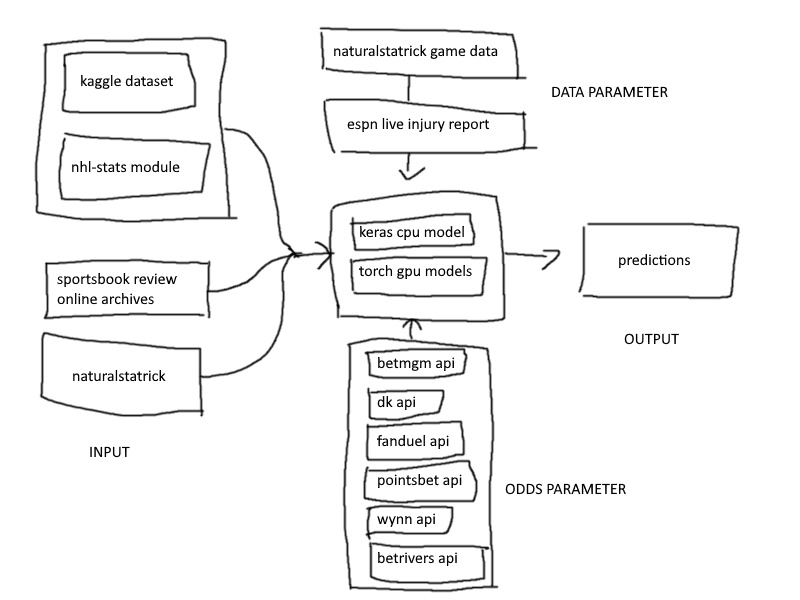 kaggle dataset
nhl-stats module
sportsbook review
online archives
naturalstatrick
INPUT
naturalstatrick game data
espn live injury report
DATA PARAMETER
keras cpu model
torch gpu models
predictions
OUTPUT
betmgm api
dk api
fanduel api
pointsbet api
wynn api
betrivers api
ODDS PARAMETER